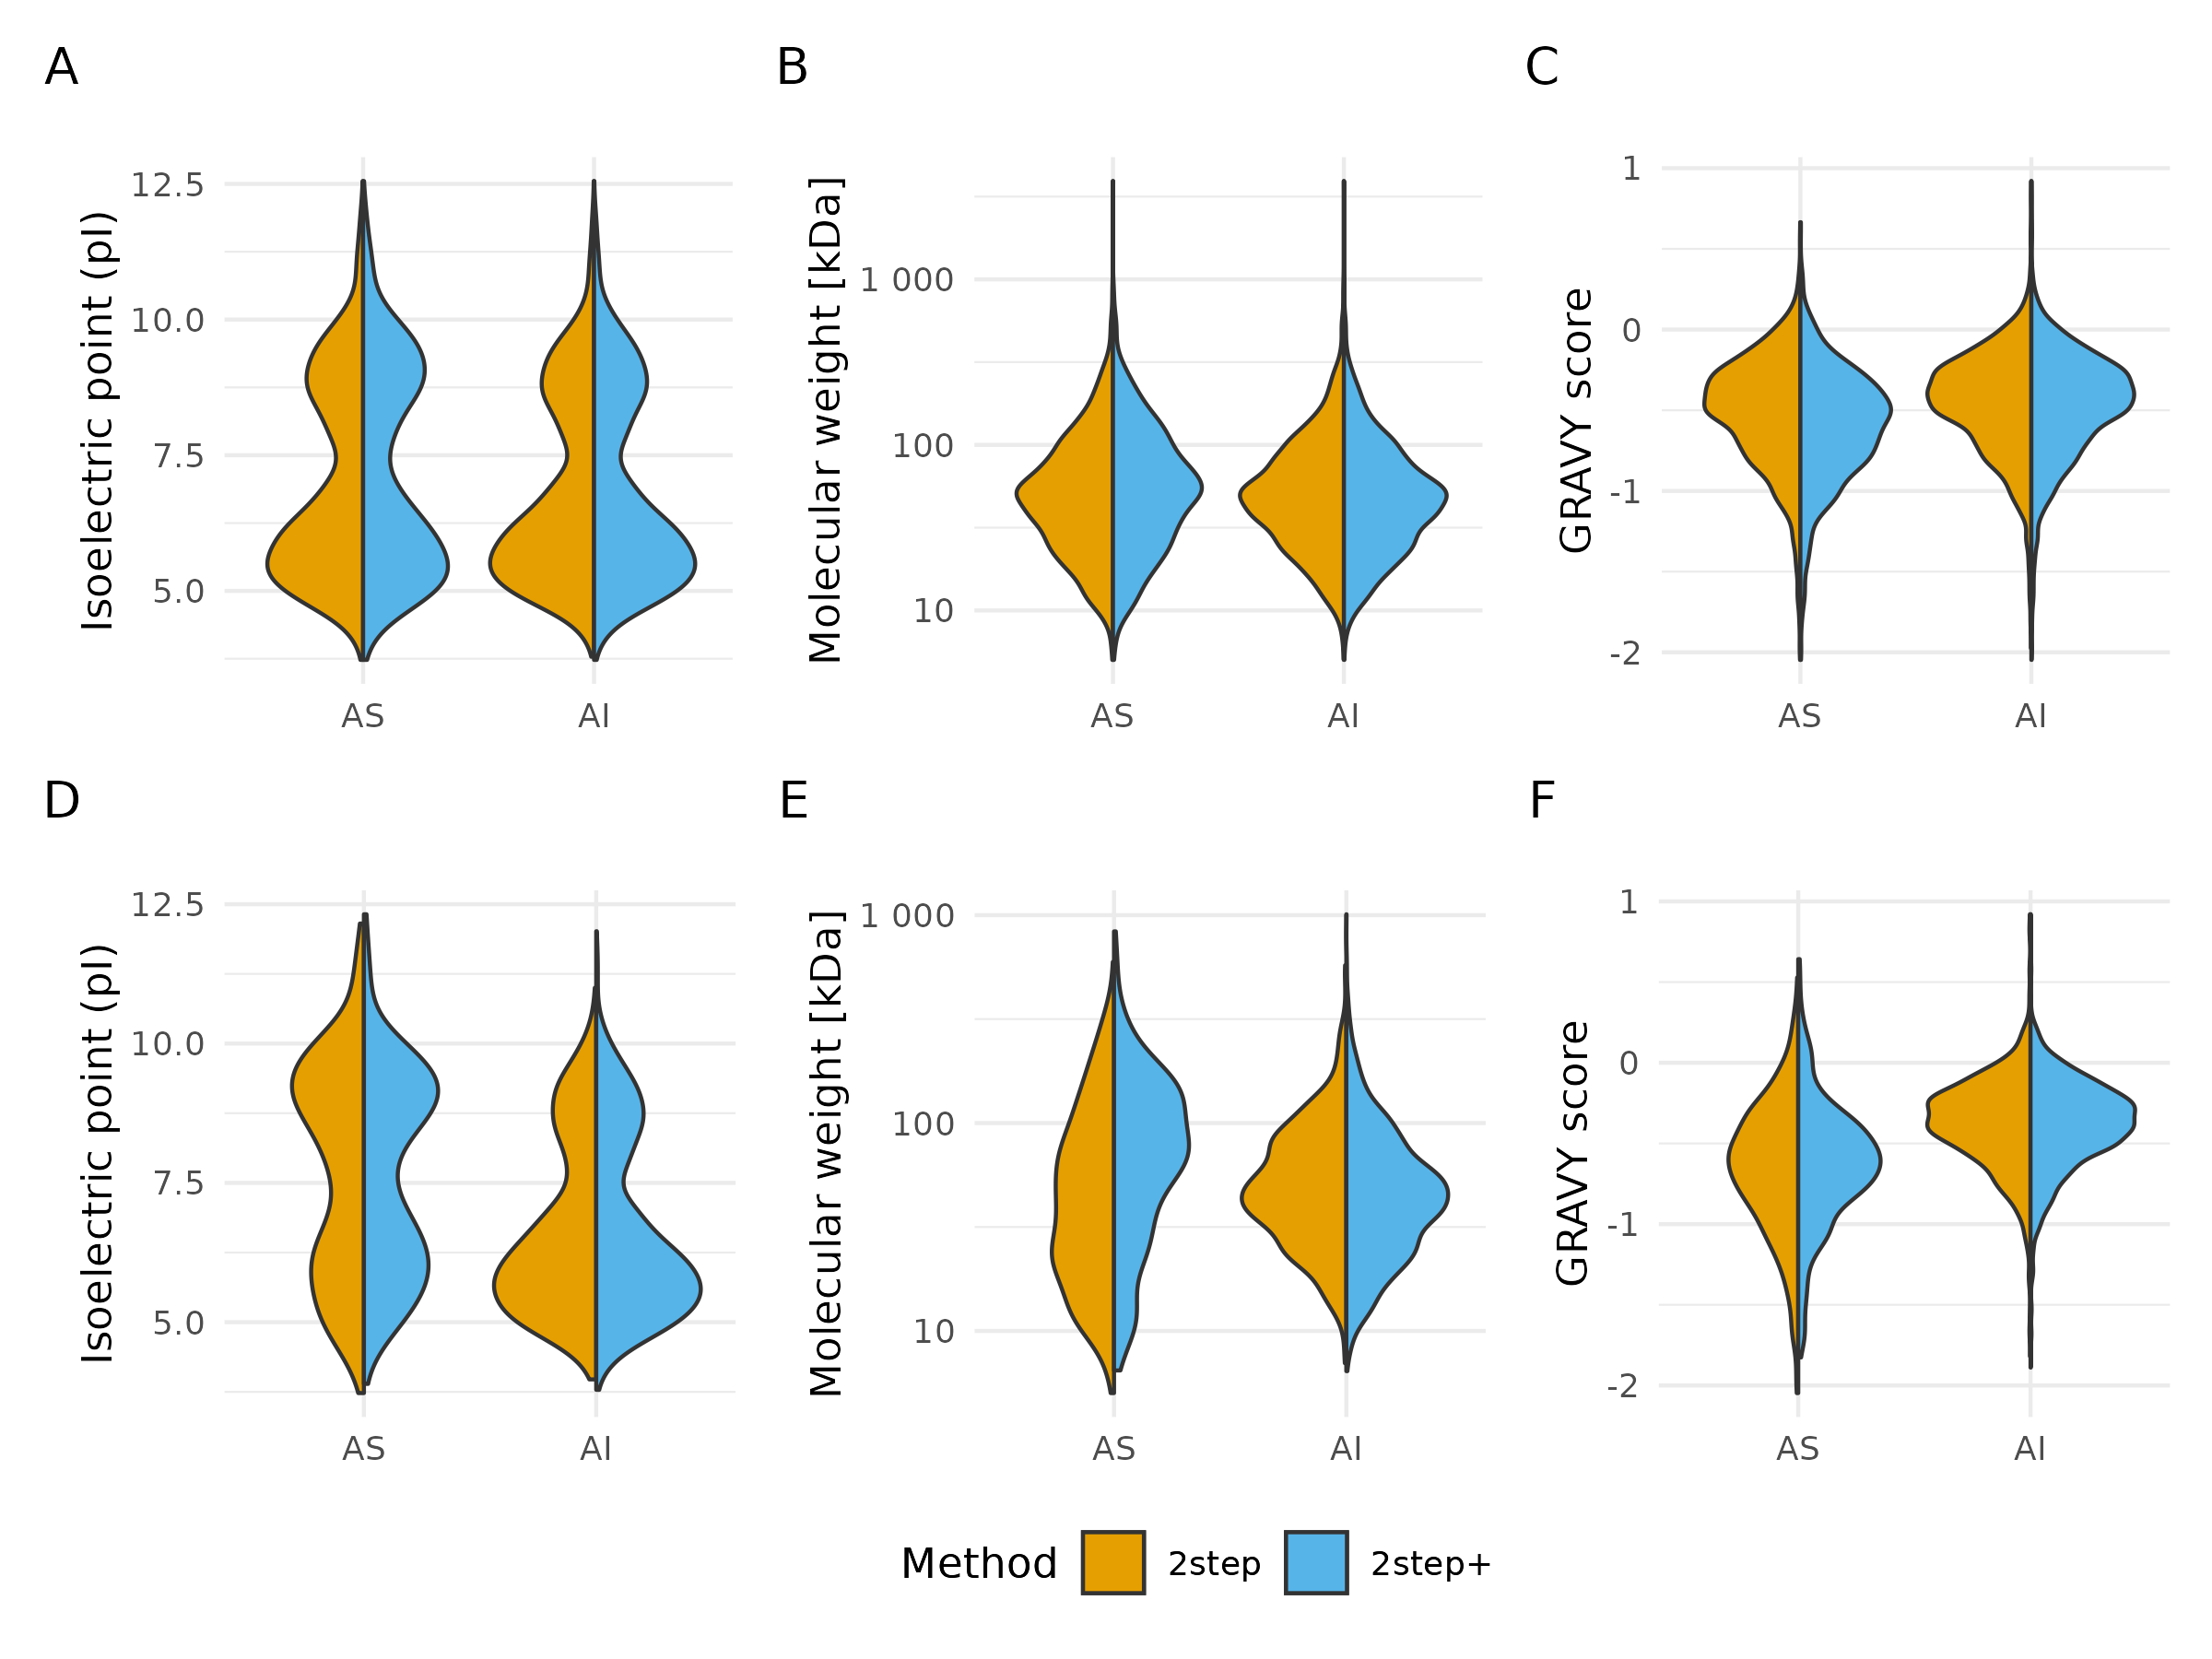 A
B
C
Isoelectric point (pI)
12.5
10.0
7.5
5.0
AS
AI
Molecular weight [kDa]
1 000
100
10
AS
AI
GRAVY score
1
0
-1
-2
AS
AI
D
E
F
Isoelectric point (pI)
12.5
10.0
7.5
5.0
AS
AI
Molecular weight [kDa]
1 000
100
10
AS
AI
GRAVY score
1
0
-1
-2
AS
AI
Method 2step 2step+